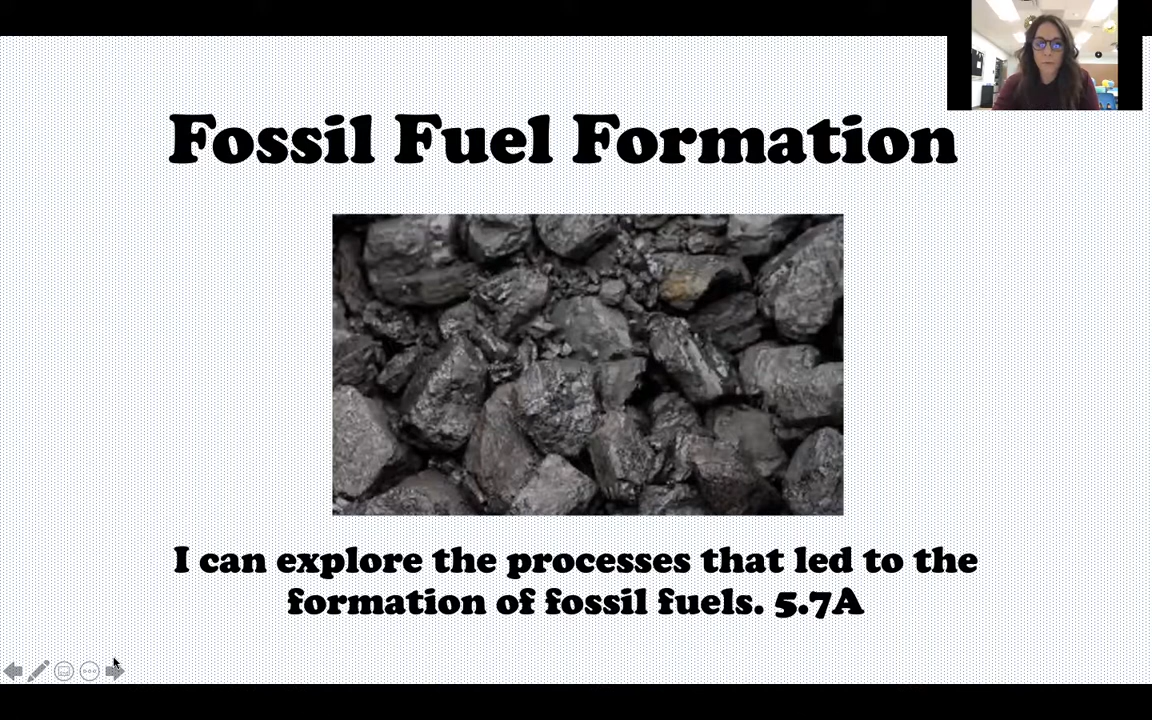 Fossil Fuel Formation
I can explore the processes that led to the
formation of fossil fuels. 5.7A